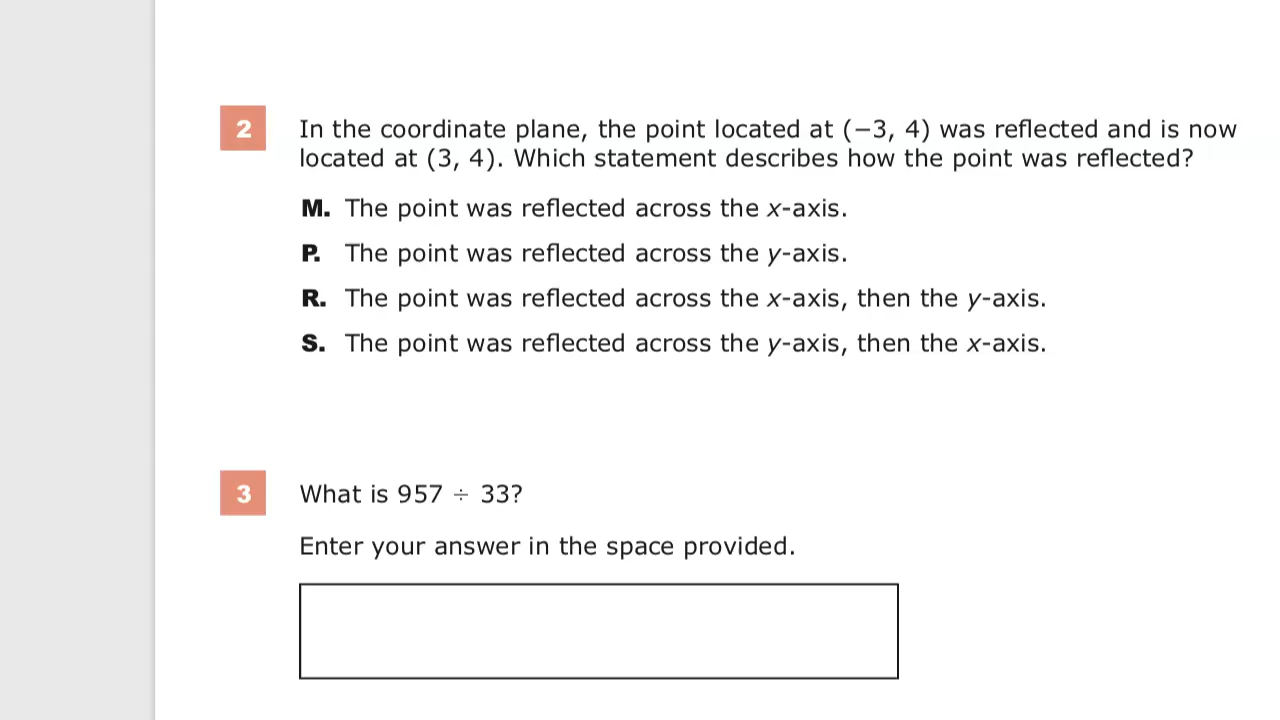 2
In the coordinate plane, the point located at (−3, 4) was reflected and is now
located at (3, 4). Which statement describes how the point was reflected?
M. The point was reflected across the x-axis.
P. The point was reflected across the y-axis.
R. The point was reflected across the x-axis, then the y-axis.
S. The point was reflected across the y-axis, then the x-axis.
3
What is 957 ÷ 33?
Enter your answer in the space provided.